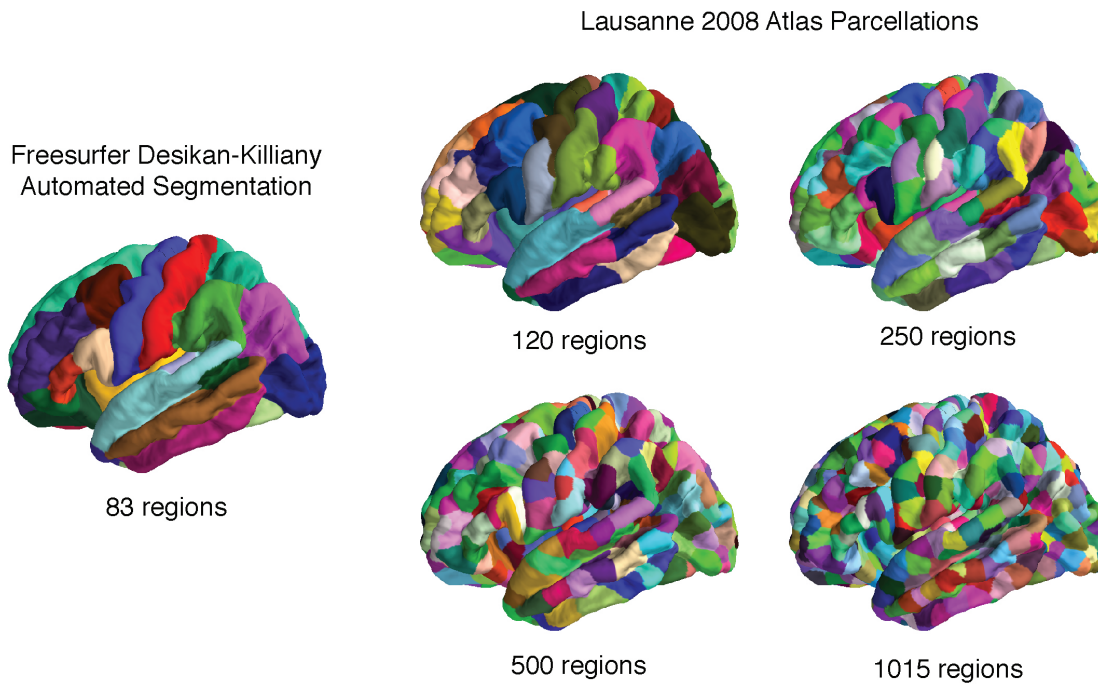 Lausanne 2008 Atlas Parcellations
Freesurfer Desikan-Killiany
Automated Segmentation
83 regions
120 regions
250 regions
500 regions
1015 regions